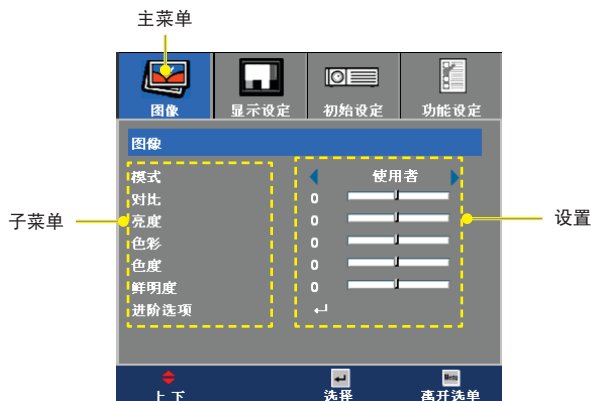 主菜单
图像 显示设定 初始设定 功能设定
图像
模式 使用者
对比 0
亮度 0
色彩 0
色度 0
鲜明度 0
进阶选项
子菜单
设置
上下 选择 Menu 离开选单